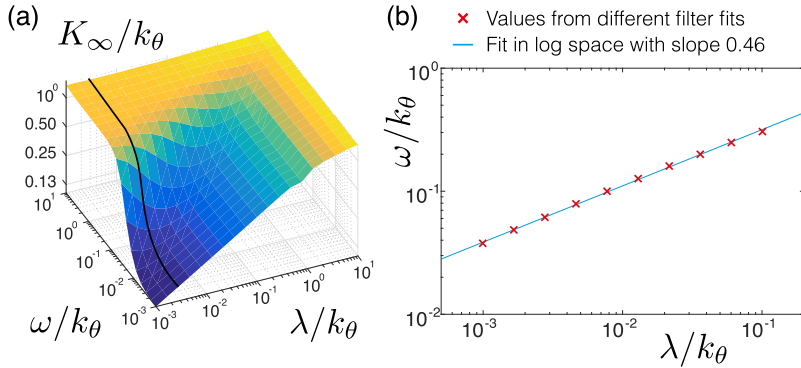 (a)
K∞/kθ
10⁰
0.50
0.25
0.13
10¹
10⁰
10⁻¹
10⁻²
10⁻³
ω/kθ
10⁻³
10⁻²
10⁻¹
10⁰
10¹
λ/kθ
(b)
× Values from different filter fits
Fit in log space with slope 0.46
10⁰
10⁻¹
10⁻²
ω/kθ
10⁻³
10⁻²
10⁻¹
λ/kθ